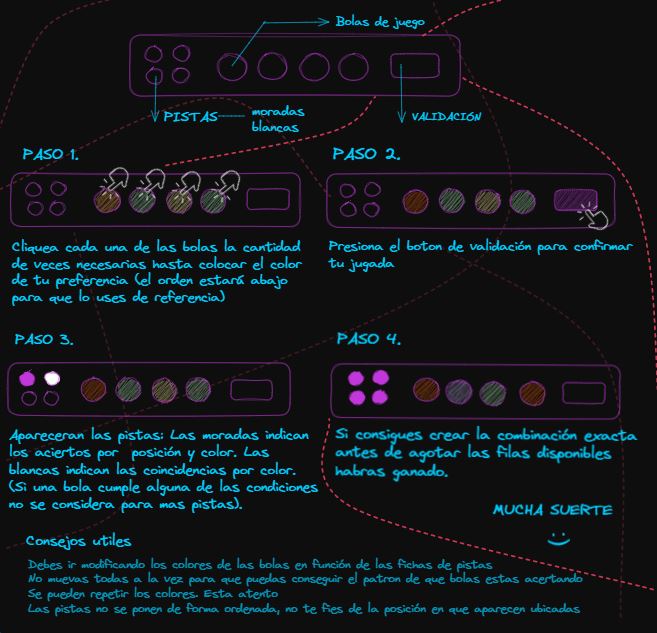 Bolas de juego
PISTAS
moradas
blancas
VALIDACIÓN
PASO 1.
Cliquea cada una de las bolas la cantidad
de veces necesarias hasta colocar el color
de tu preferencia (el orden estará abajo
para que lo uses de referencia)
PASO 2.
Presiona el boton de validación para confirmar
tu jugada
PASO 3.
Apareceran las pistas: Las moradas indican
los aciertos por posición y color. Las
blancas indican las coincidencias por color.
(Si una bola cumple alguna de las condiciones
no se considera para mas pistas).
PASO 4.
Si consigues crear la combinación exacta
antes de agotar las filas disponibles
habras ganado.
MUCHA SUERTE
Consejos utiles
Debes ir modificando los colores de las bolas en función de las fichas de pistas
No muevas todas a la vez para que puedas conseguir el patron de que bolas estas acertando
Se pueden repetir los colores. Esta atento
Las pistas no se ponen de forma ordenada, no te fies de la posición en que aparecen ubicadas